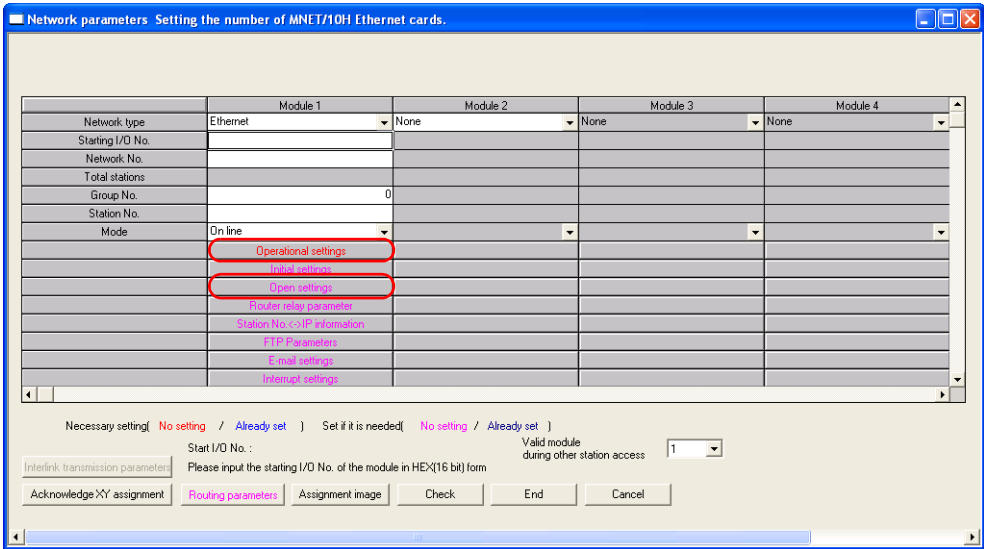 Network parameters  Setting the number of MNET/10H Ethernet cards.
Module 1 Module 2 Module 3 Module 4
Network type Ethernet None None None
Starting I/O No.
Network No.
Total stations
Group No. 0
Station No.
Mode On line
Operational settings
Initial settings
Open settings
Router relay parameter
Station No.<->IP information
FTP Parameters
E-mail settings
Interrupt settings
Necessary setting( No setting / Already set ) Set if it is needed( No setting / Already set )
Start I/O No. :
Valid module
during other station access 1
Interlink transmission parameters Please input the starting I/O No. of the module in HEX(16 bit) form
Acknowledge XY assignment Routing parameters Assignment image Check End Cancel